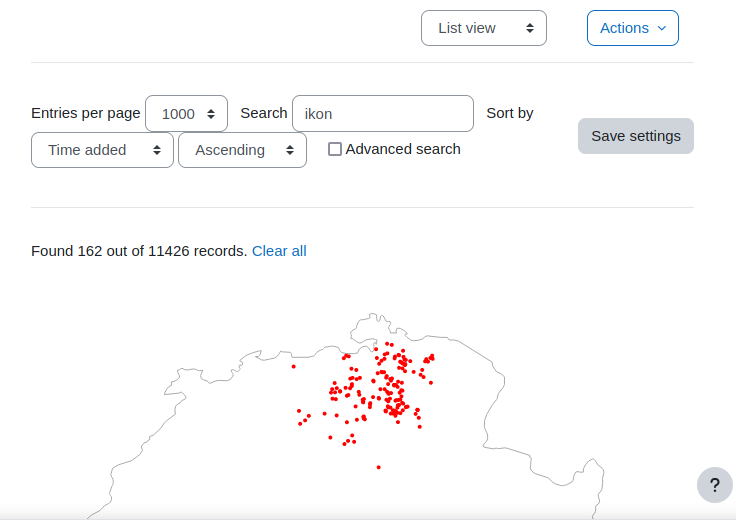 List view
Actions
Entries per page 1000 Search ikon Sort by
Time added Ascending Advanced search
Save settings
Found 162 out of 11426 records. Clear all
?